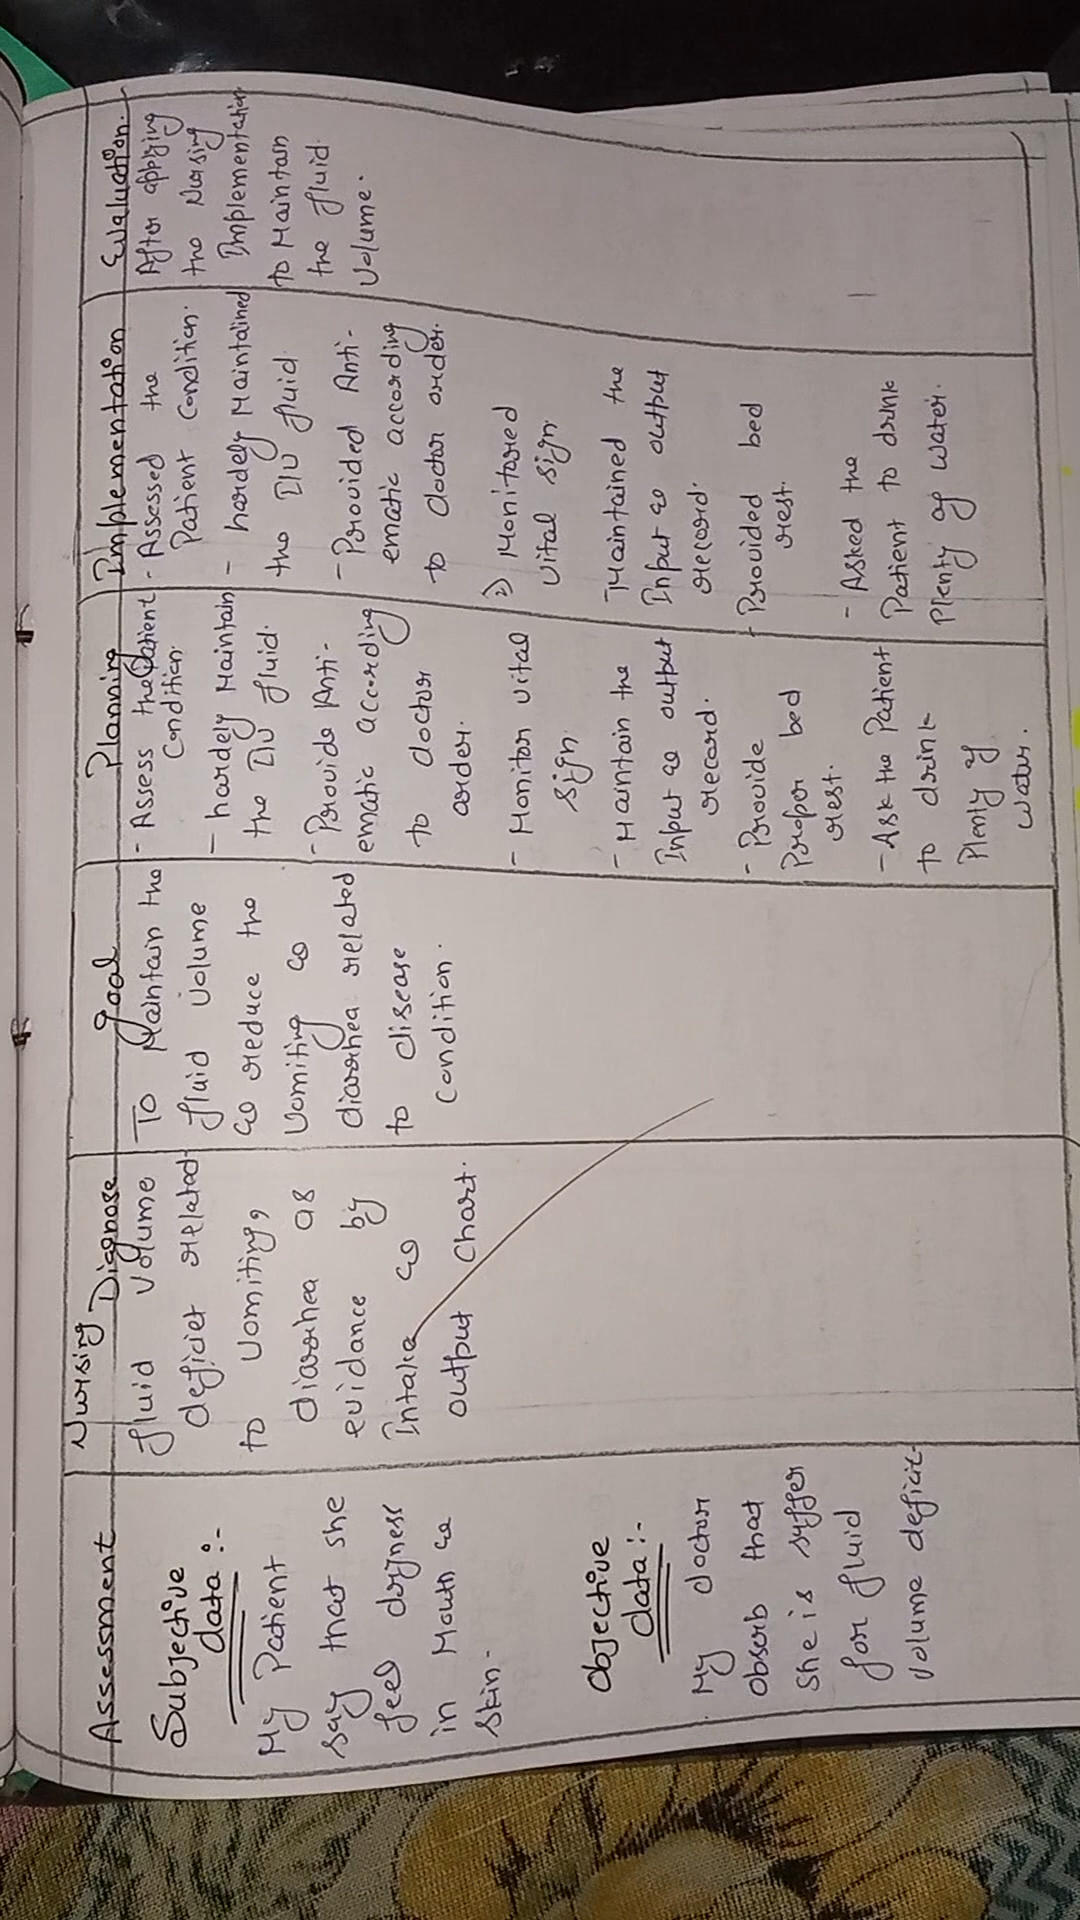 Assessment
Subjective
data :-
My Patient
say that she
feel dryness
in Mouth &
Skin.
Objective
data :-
My doctor
observb that
she is suffer
for fluid
volume deficit
Nursing
Diagnose
fluid volume
deficiet related
to vomiting,
diarrhea as
evidance by
Intake &
output chart.
goal
To Maintain the
fluid volume
& reduce the
vomiting &
diarrhea related
to disease
condition.
Planning
- Assess the Patient
condition.
- hardely Maintain
the I/U fluid.
- Provide Anti-
ematic according
to doctor
order.
- Monitor vital
sign
- Maintain the
Input & output
record.
- Provide
Proper bed
rest.
- Ask the Patient
to drink
Plenty of
water.
Implementation
- Assessed the
Patient Condition.
- hardely Maintained
the I/U fluid.
- Provided Anti-
ematic according
to doctor order.
Monitored
vital sign
Maintained the
Input & output
record.
- Provided bed
rest.
- Asked the
Patient to drink
Plenty of water.
Evaluation.
After applying
the Nursing
Implementation
to Maintain
the fluid
volume.